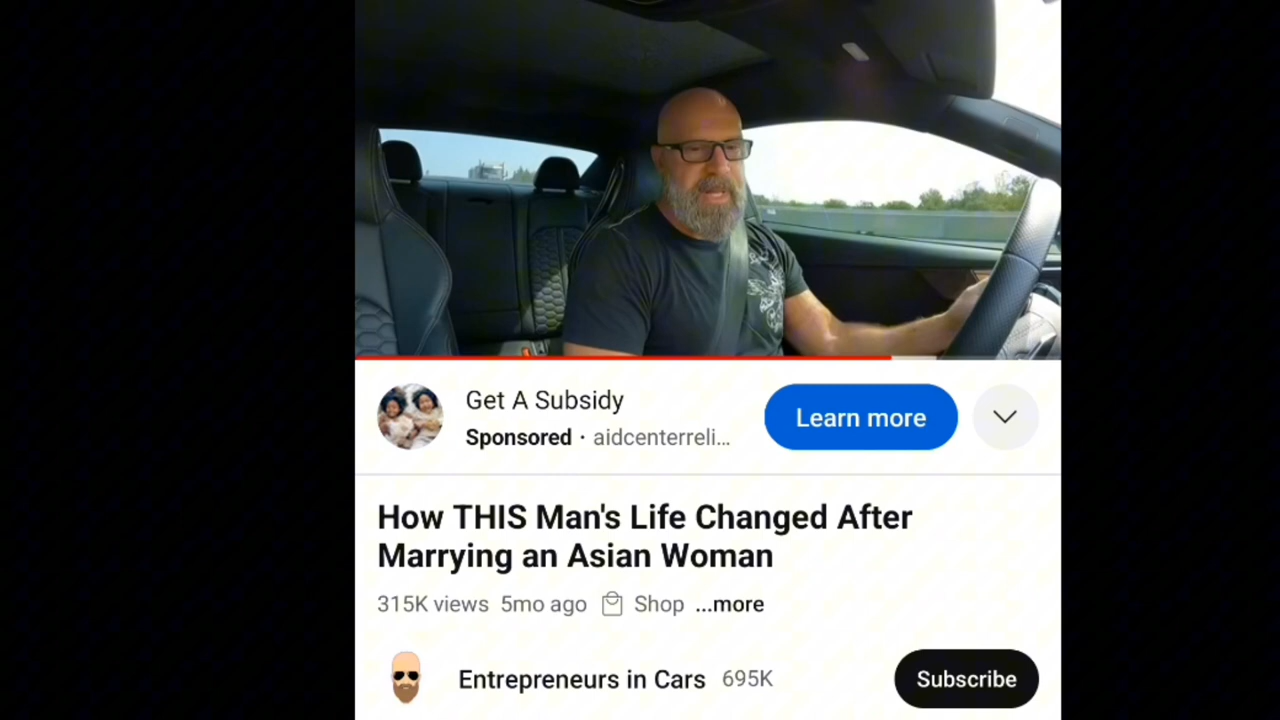 Get A Subsidy
Learn more
Sponsored · aidcenterreli...
How THIS Man's Life Changed After
Marrying an Asian Woman
315K views 5mo ago Shop ...more
Entrepreneurs in Cars 695K
Subscribe